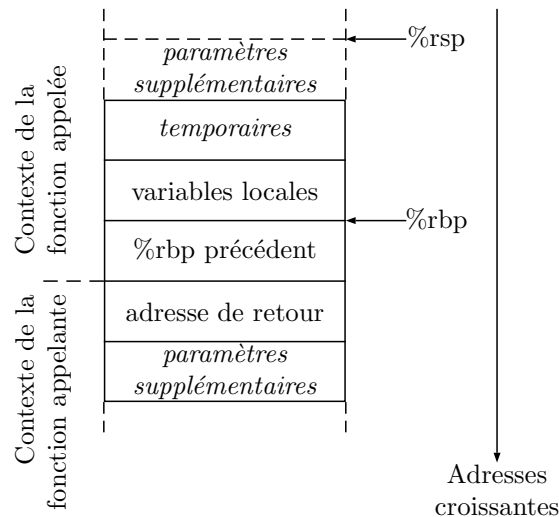 Contexte de la
fonction appelée
Contexte de la
fonction appelante
paramètres
supplémentaires
temporaires
variables locales
%rbp précédent
adresse de retour
paramètres
supplémentaires
%rsp
%rbp
Adresses
croissantes